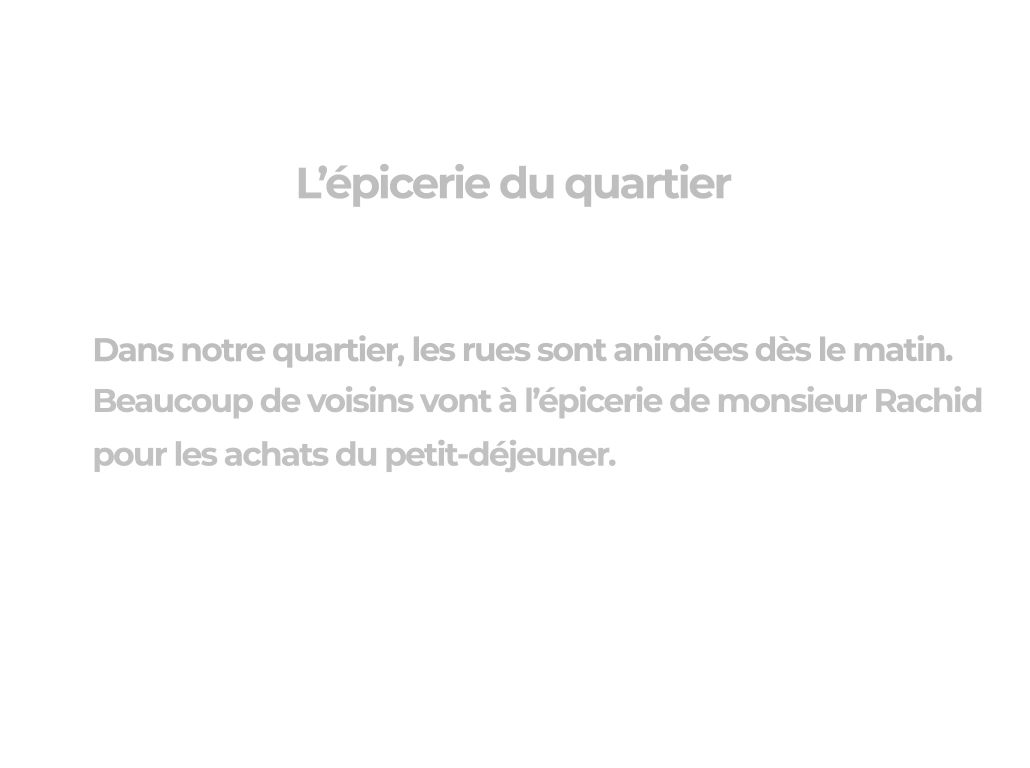 L’épicerie du quartier
Dans notre quartier, les rues sont animées dès le matin.
Beaucoup de voisins vont à l’épicerie de monsieur Rachid
pour les achats du petit-déjeuner.